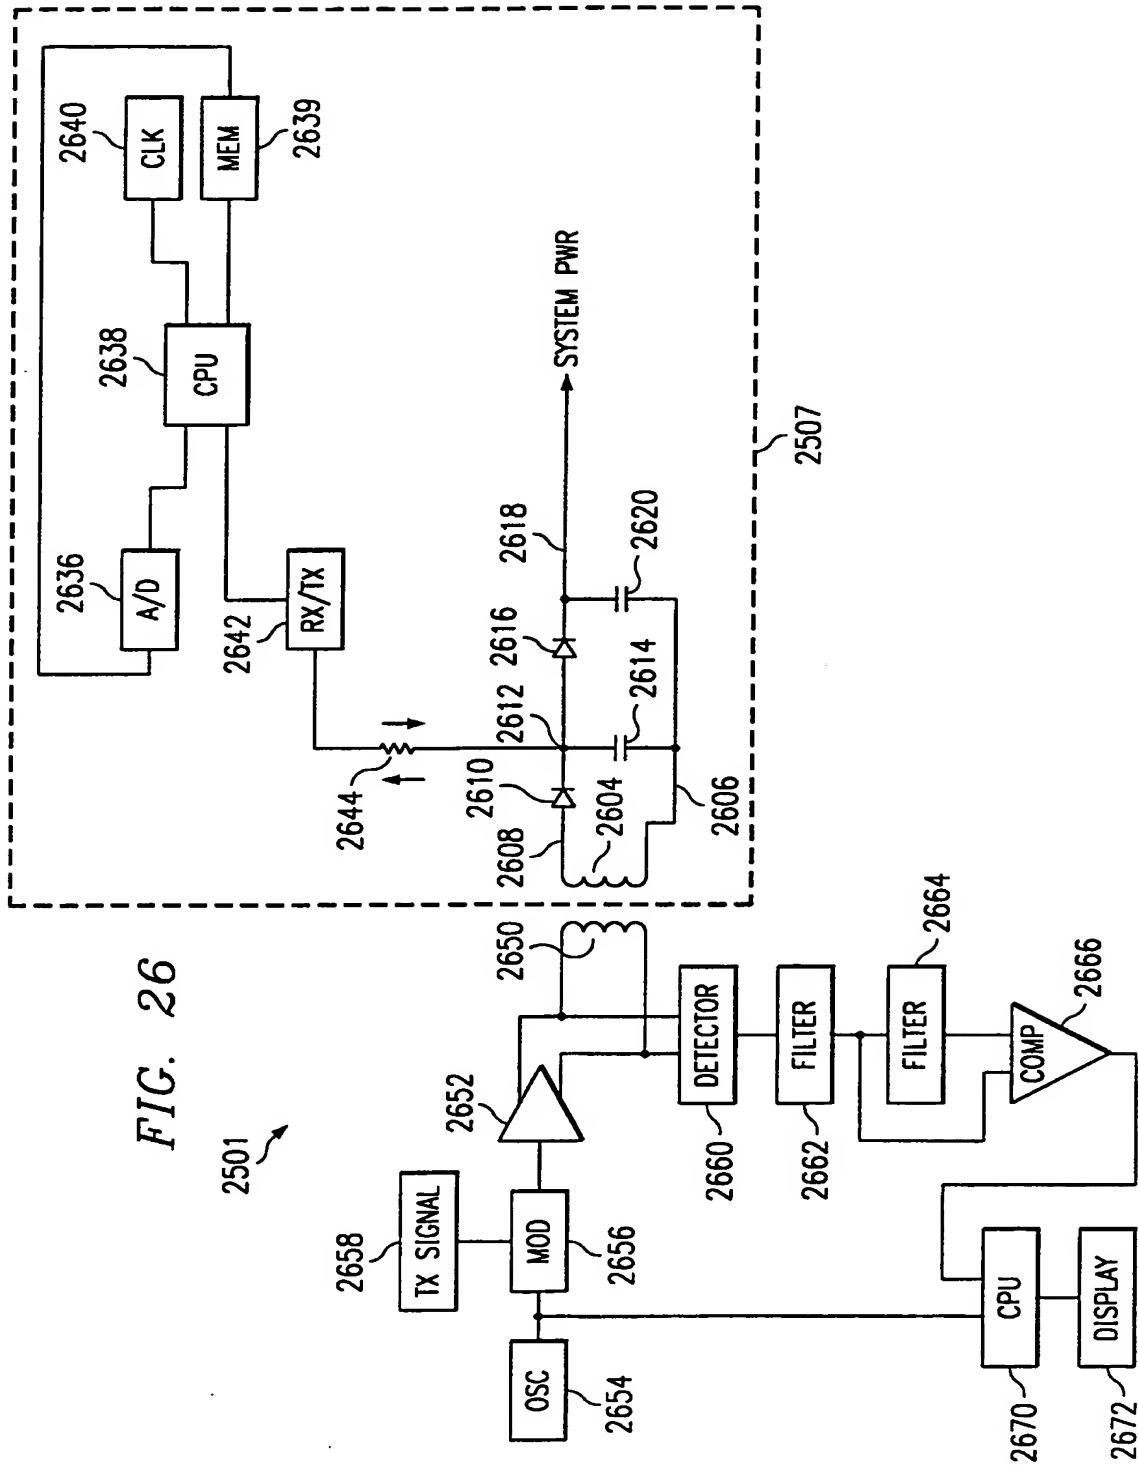 FIG. 26
2501
2507
2640
CLK
MEM
2639
2638
CPU
2636
A/D
2642
RX/TX
2644
SYSTEM PWR
2618
2620
2616
2614
2612
2610
2604
2608
2606
2650
2652
2658
TX SIGNAL
MOD
2656
OSC
2654
DETECTOR
2660
FILTER
2662
FILTER
2664
COMP
2666
CPU
2670
DISPLAY
2672